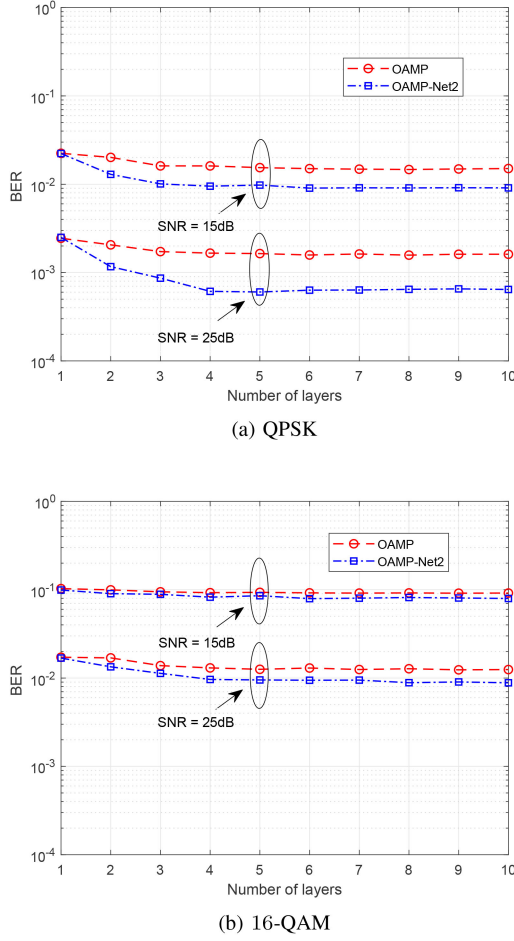 10^0
OAMP
OAMP-Net2
10^-1
BER
10^-2
SNR = 15dB
10^-3
SNR = 25dB
10^-4
1 2 3 4 5 6 7 8 9 10
Number of layers
(a) QPSK
10^0
OAMP
OAMP-Net2
10^-1
SNR = 15dB
BER
10^-2
SNR = 25dB
10^-3
10^-4
1 2 3 4 5 6 7 8 9 10
Number of layers
(b) 16-QAM